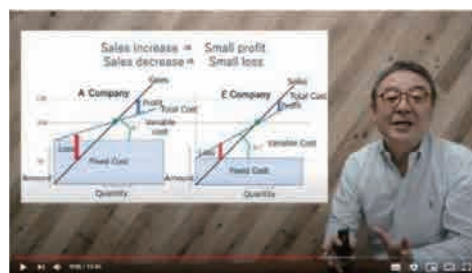 Sales increase ⇒ Small profit
Sales decrease ⇒ Small loss
A Company
Sales
Profit
Total Cost
Variable
cost
Loss
Fixed Cost
Amount
Quantity
E Company
Sales
Total Cost
Profit
Variable Cost
Loss
Fixed Cost
Amount
Quantity